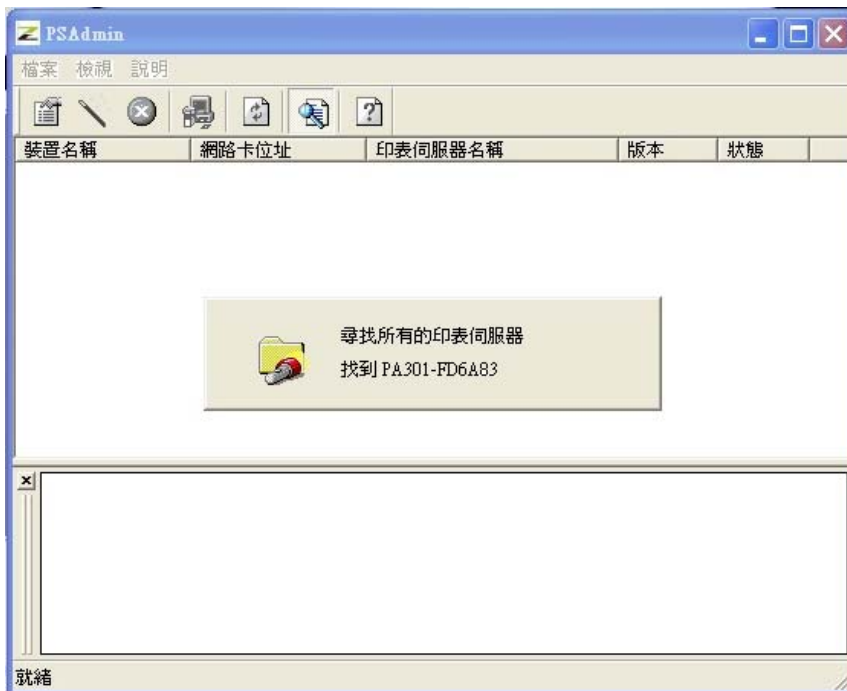 PSAdmin
檔案 檢視 說明
裝置名稱 網路卡位址 印表伺服器名稱 版本 狀態
尋找所有的印表伺服器
找到 PA301-FD6A83
就緒